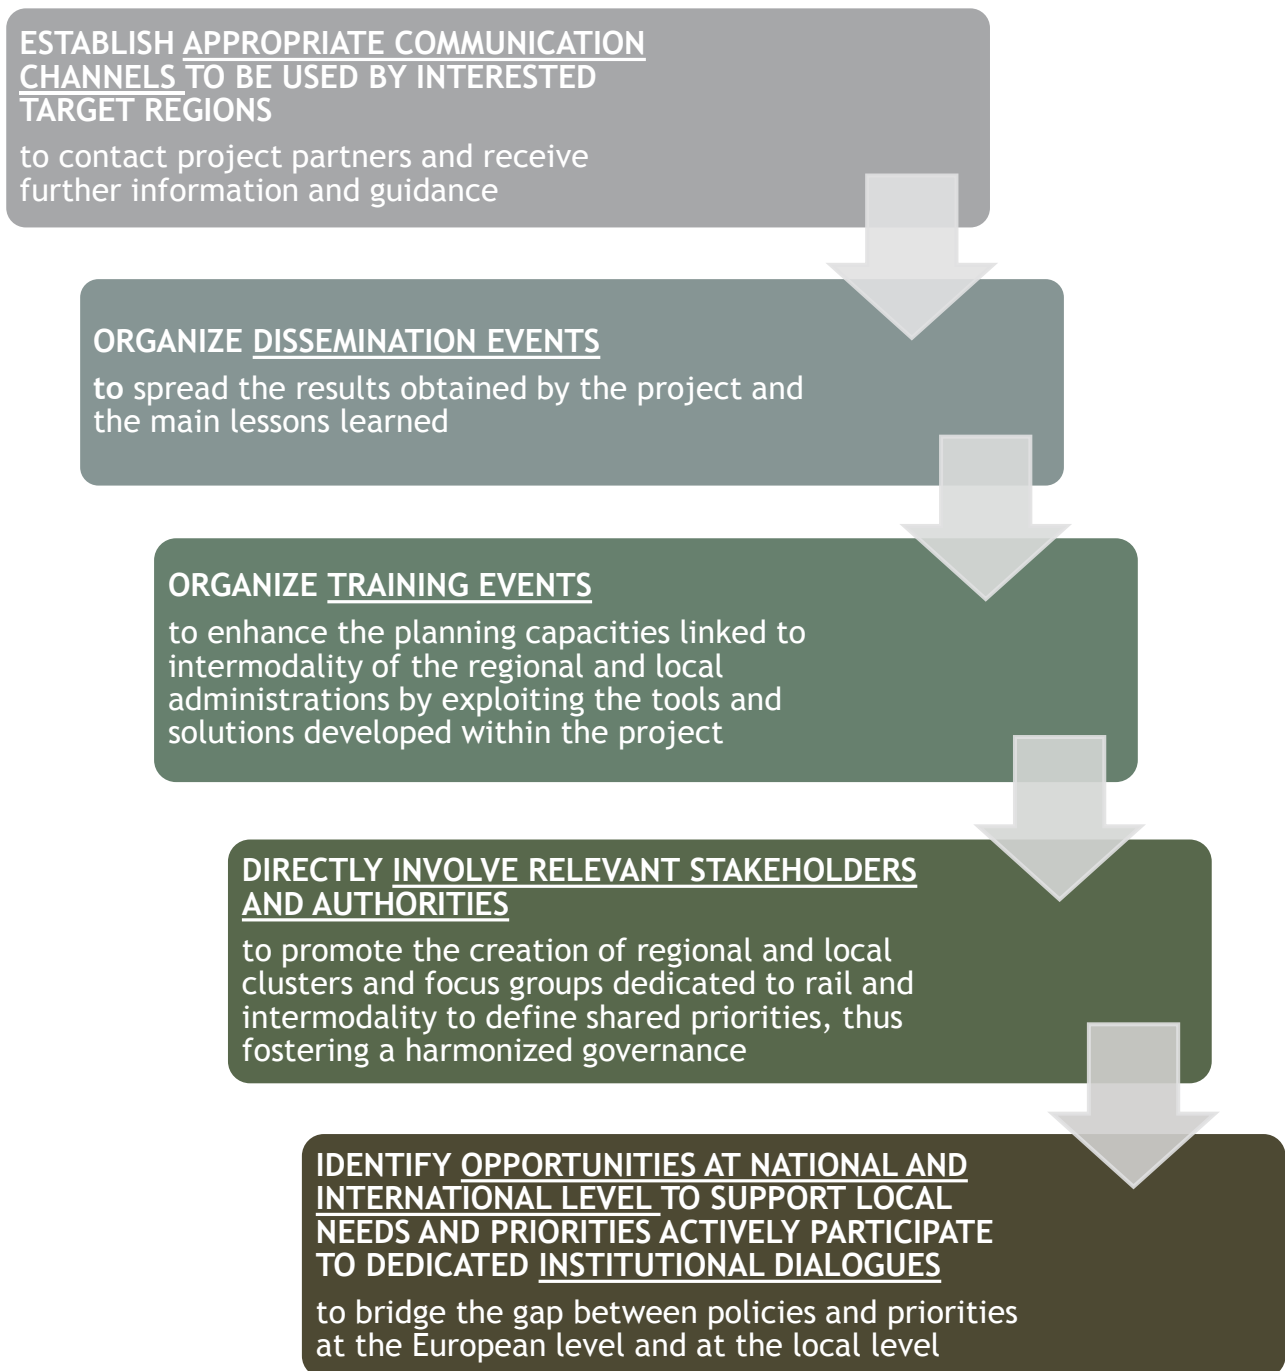 ESTABLISH APPROPRIATE COMMUNICATION
CHANNELS TO BE USED BY INTERESTED
TARGET REGIONS
to contact project partners and receive
further information and guidance
ORGANIZE DISSEMINATION EVENTS
to spread the results obtained by the project and
the main lessons learned
ORGANIZE TRAINING EVENTS
to enhance the planning capacities linked to
intermodality of the regional and local
administrations by exploiting the tools and
solutions developed within the project
DIRECTLY INVOLVE RELEVANT STAKEHOLDERS
AND AUTHORITIES
to promote the creation of regional and local
clusters and focus groups dedicated to rail and
intermodality to define shared priorities, thus
fostering a harmonized governance
IDENTIFY OPPORTUNITIES AT NATIONAL AND
INTERNATIONAL LEVEL TO SUPPORT LOCAL
NEEDS AND PRIORITIES ACTIVELY PARTICIPATE
TO DEDICATED INSTITUTIONAL DIALOGUES
to bridge the gap between policies and priorities
at the European level and at the local level